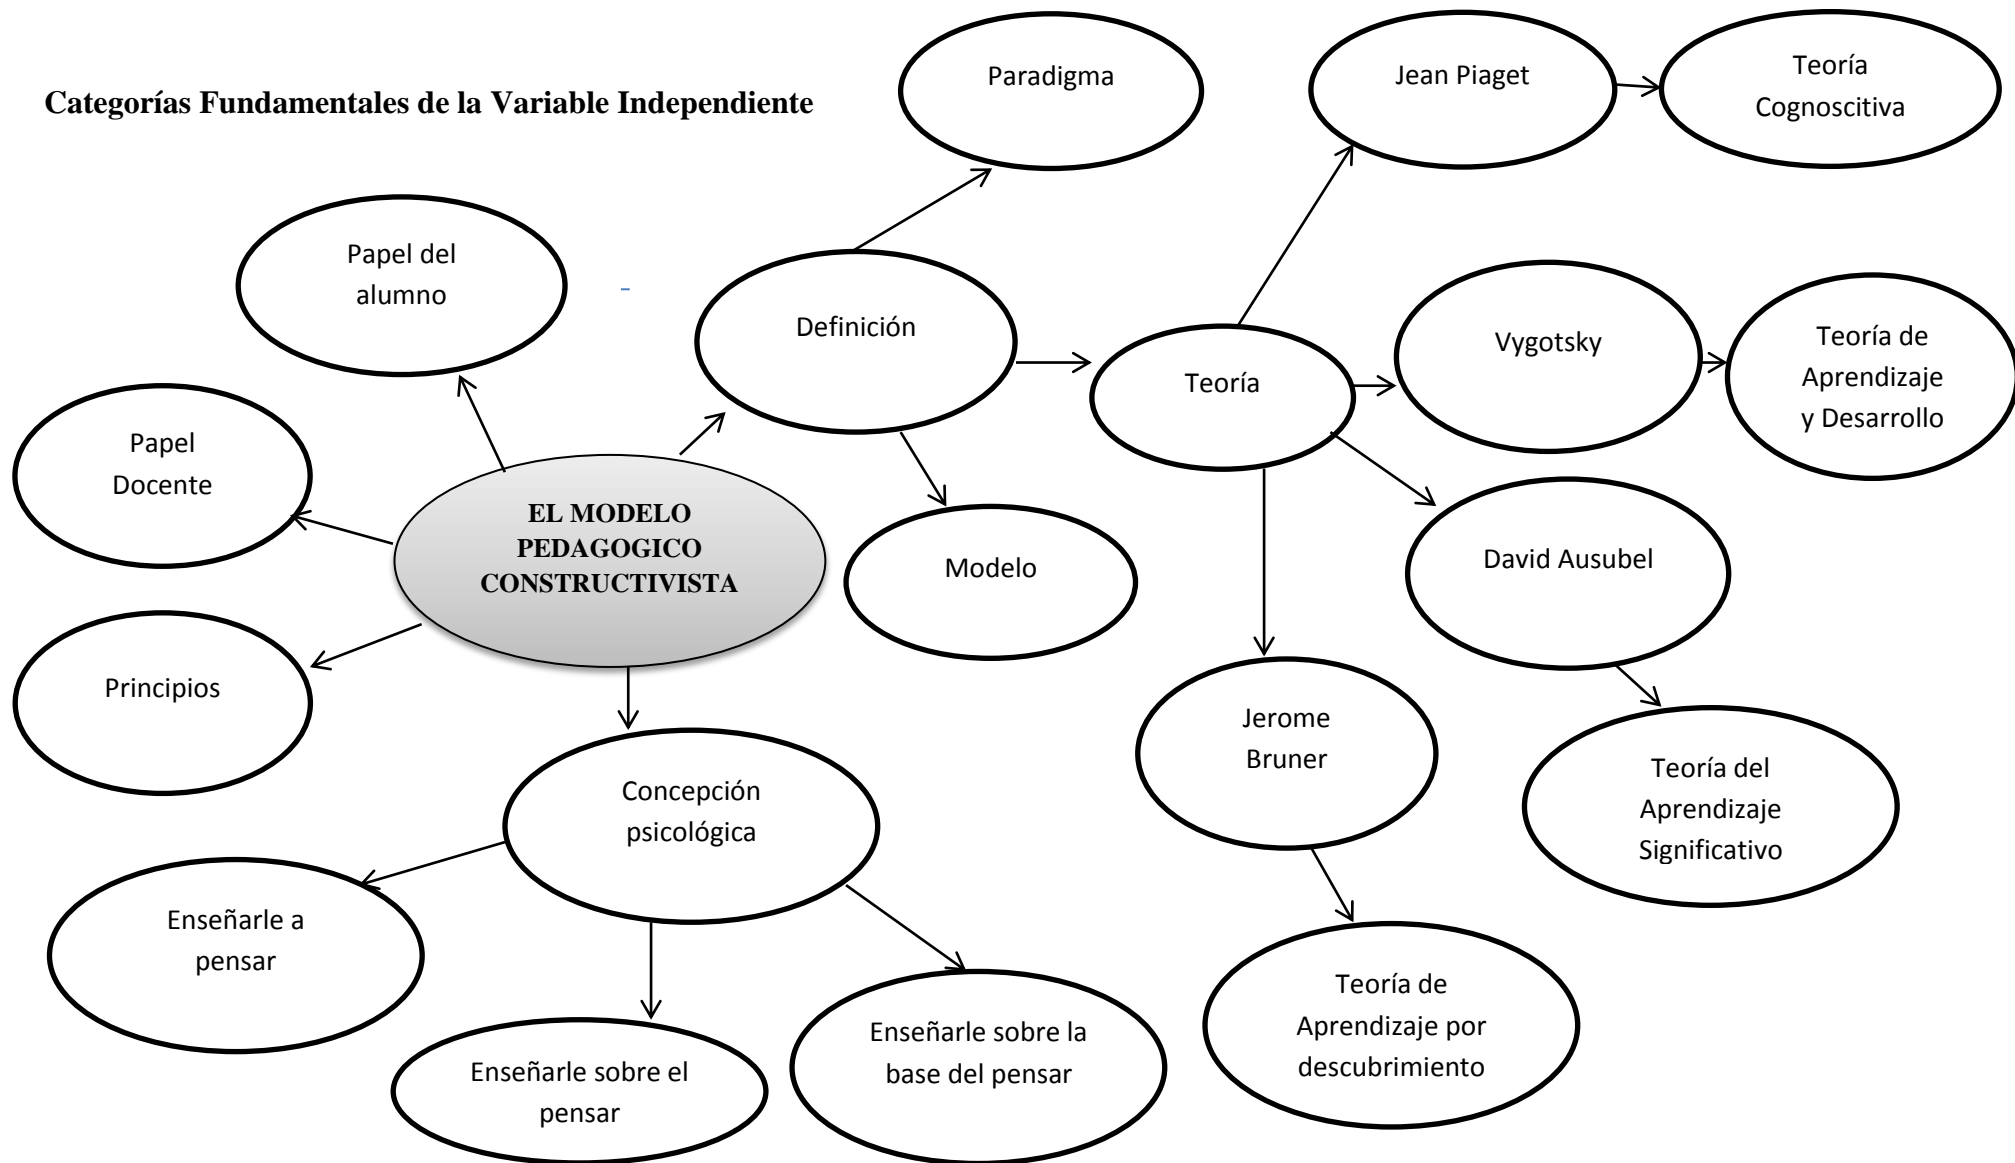 Categorías Fundamentales de la Variable Independiente
Paradigma
Jean Piaget
Teoría
Cognoscitiva
Papel del
alumno
Definición
Teoría
Vygotsky
Teoría de
Aprendizaje
y Desarrollo
Papel
Docente
EL MODELO
PEDAGOGICO
CONSTRUCTIVISTA
Modelo
David Ausubel
Principios
Jerome
Bruner
Teoría del
Aprendizaje
Significativo
Concepción
psicológica
Enseñarle a
pensar
Enseñarle sobre el
pensar
Enseñarle sobre la
base del pensar
Teoría de
Aprendizaje por
descubrimiento